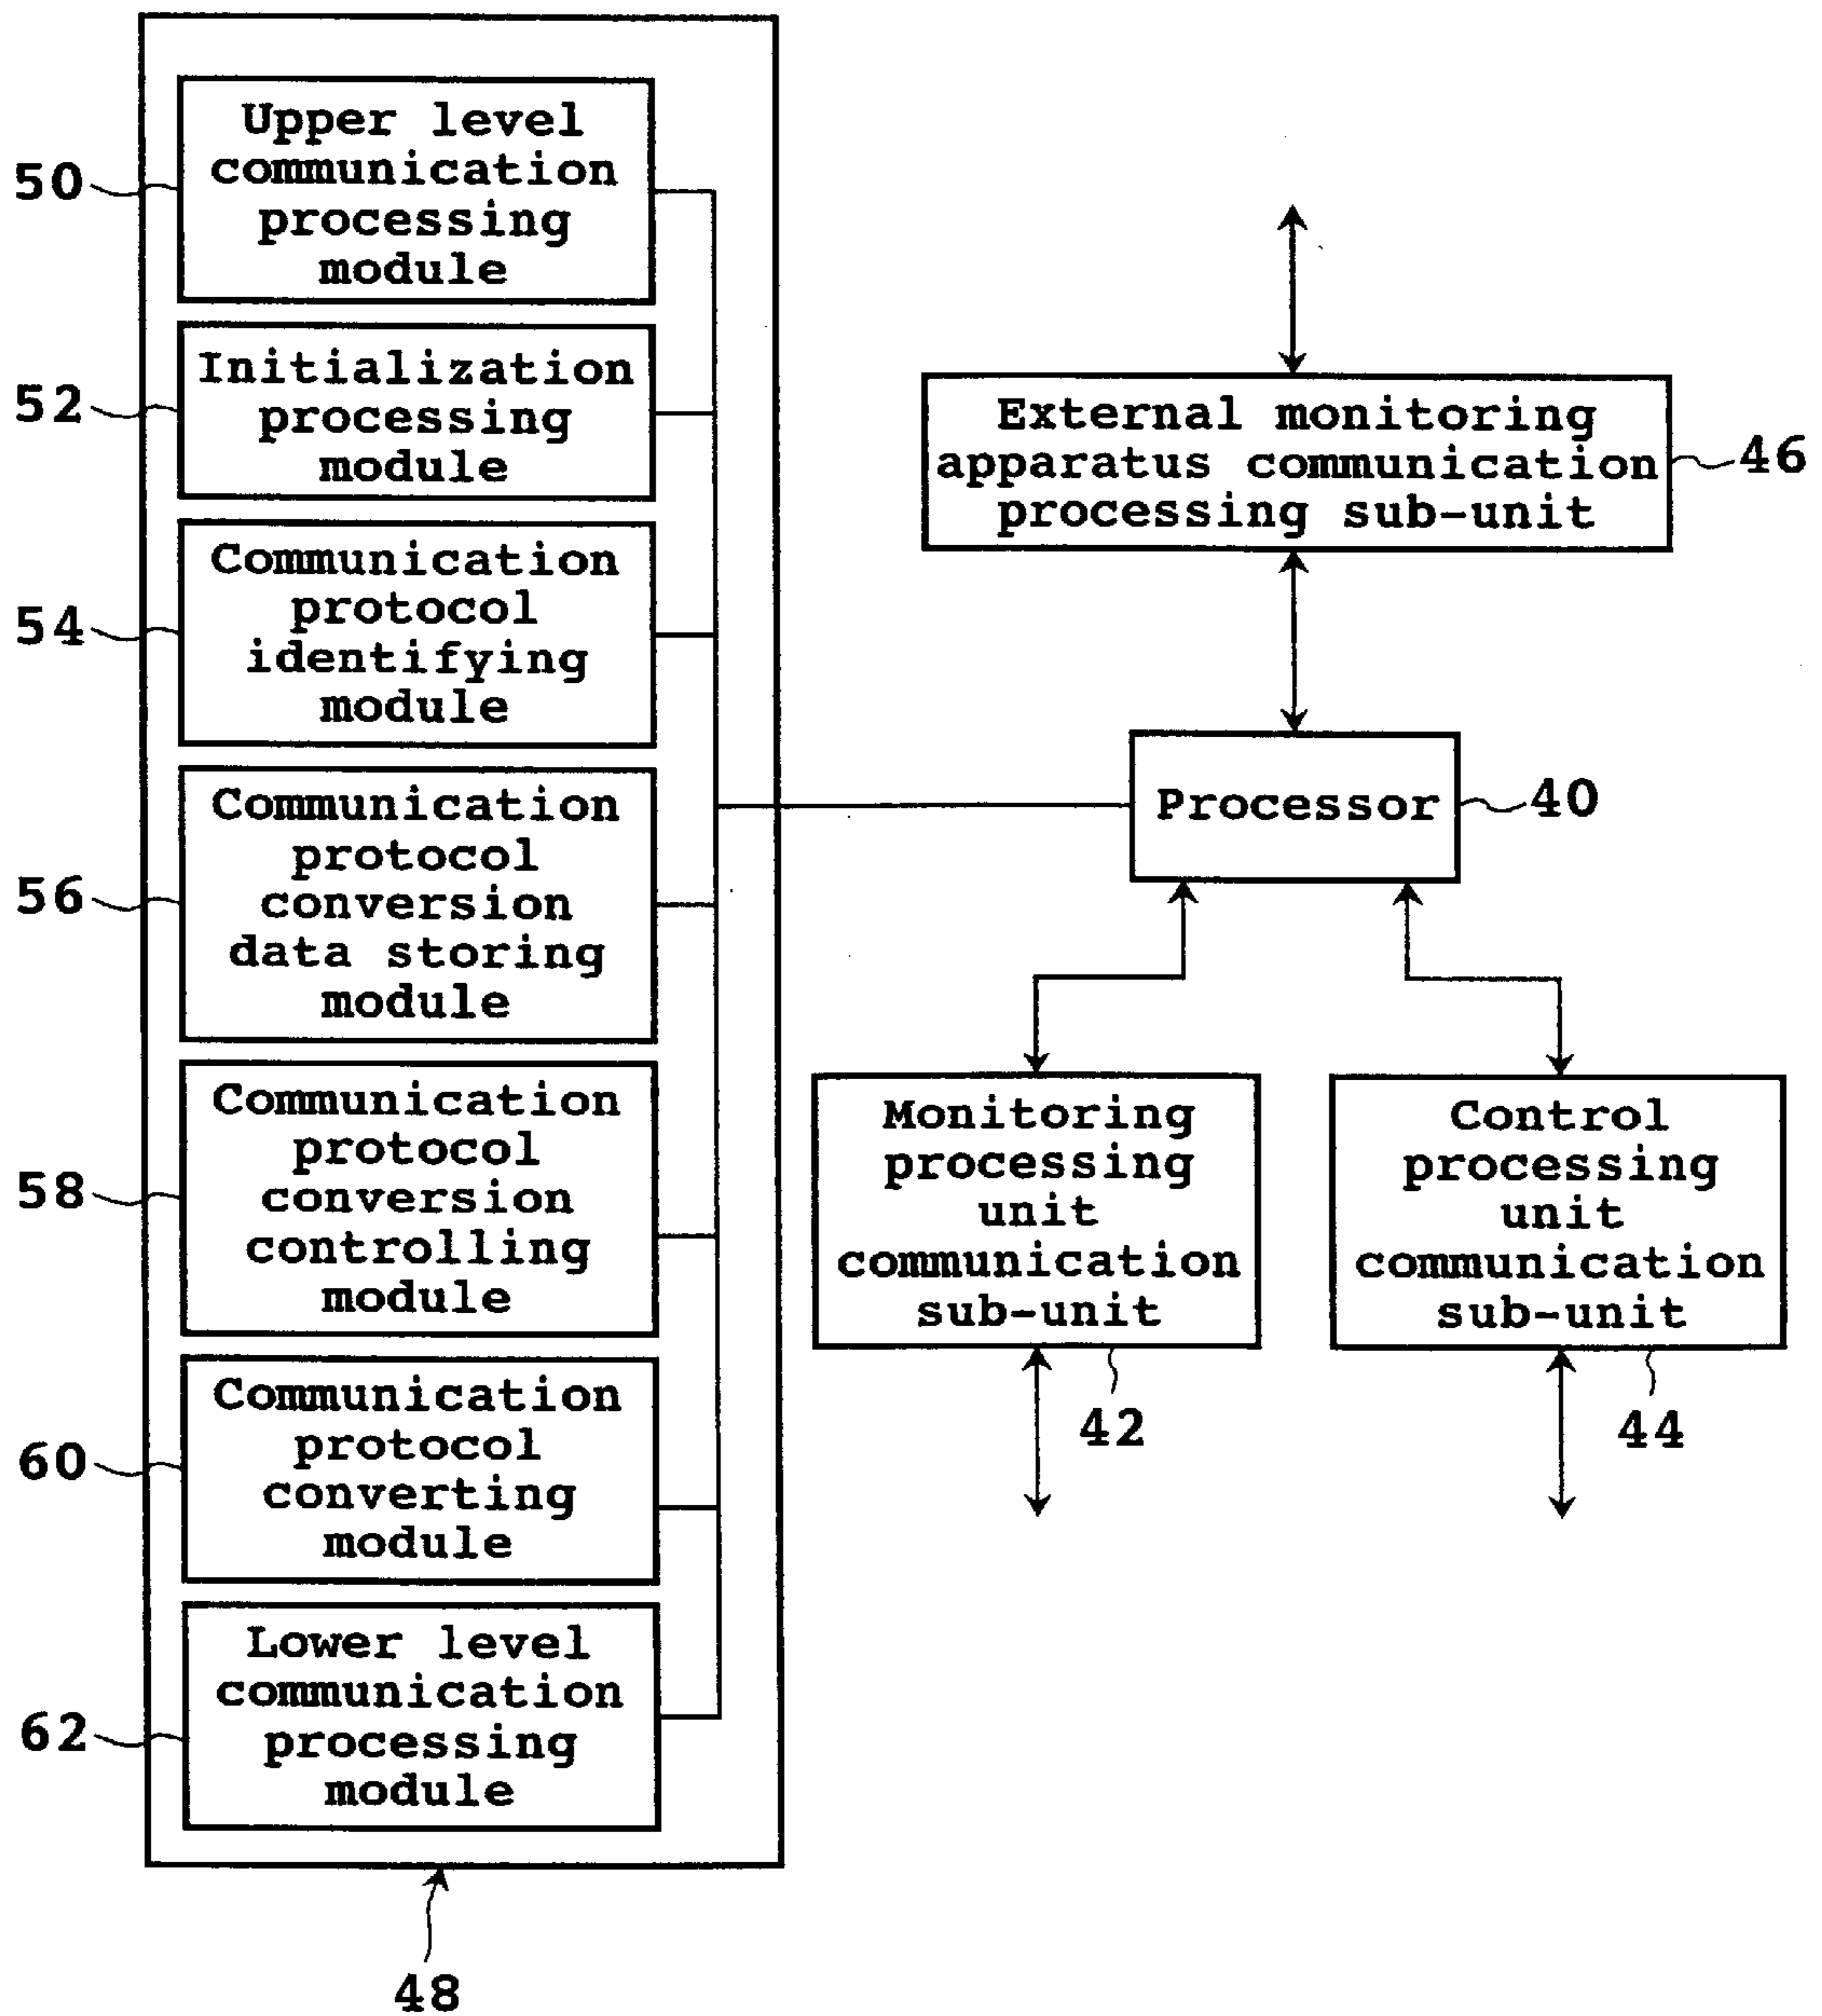 50
Upper level
communication
processing
module
52
Initialization
processing
module
54
Communication
protocol
identifying
module
56
Communication
protocol
conversion
data storing
module
58
Communication
protocol
conversion
controlling
module
60
Communication
protocol
converting
module
62
Lower level
communication
processing
module
48
External monitoring
apparatus communication
processing sub-unit
46
Processor
40
Monitoring
processing
unit
communication
sub-unit
42
Control
processing
unit
communication
sub-unit
44